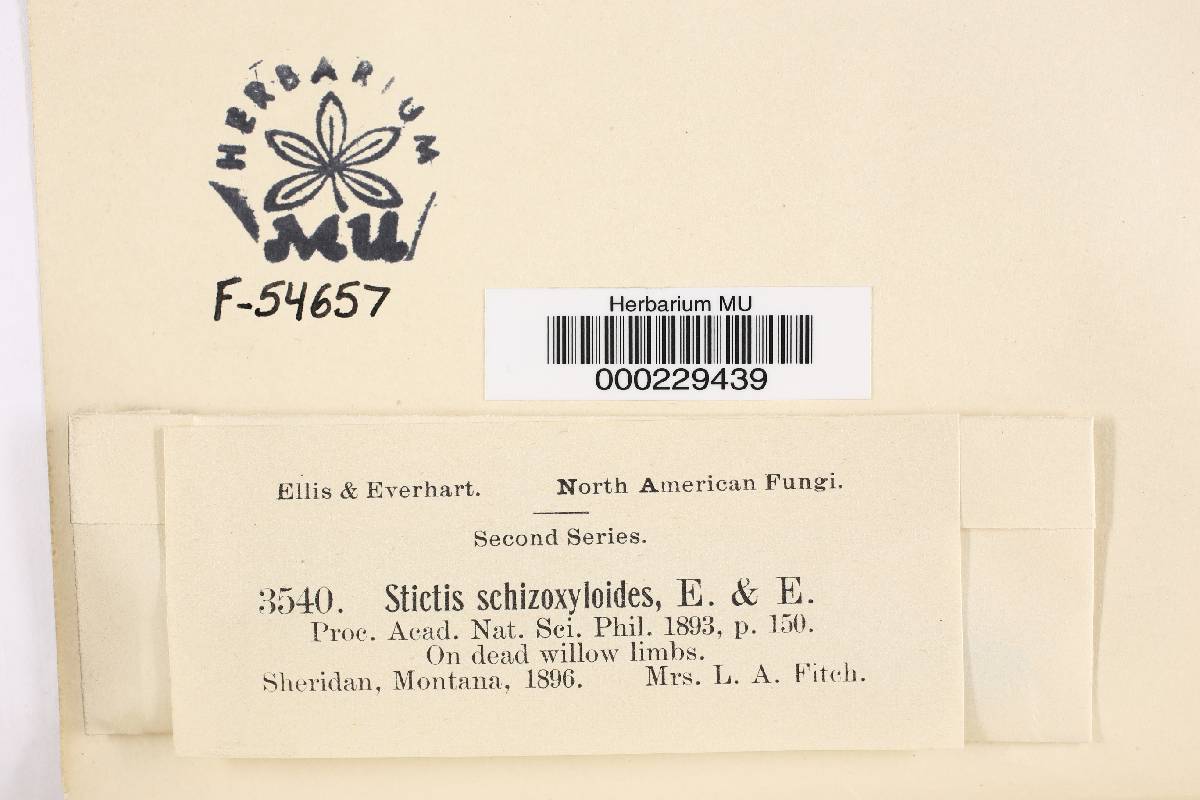 HERBARIUM
MU
F-54657
Herbarium MU
000229439
Ellis & Everhart. North American Fungi.
Second Series.
3540. Stictis schizoxyloides, E. & E.
Proc. Acad. Nat. Sci. Phil. 1893, p. 150.
On dead willow limbs.
Sheridan, Montana, 1896. Mrs. L. A. Fitch.